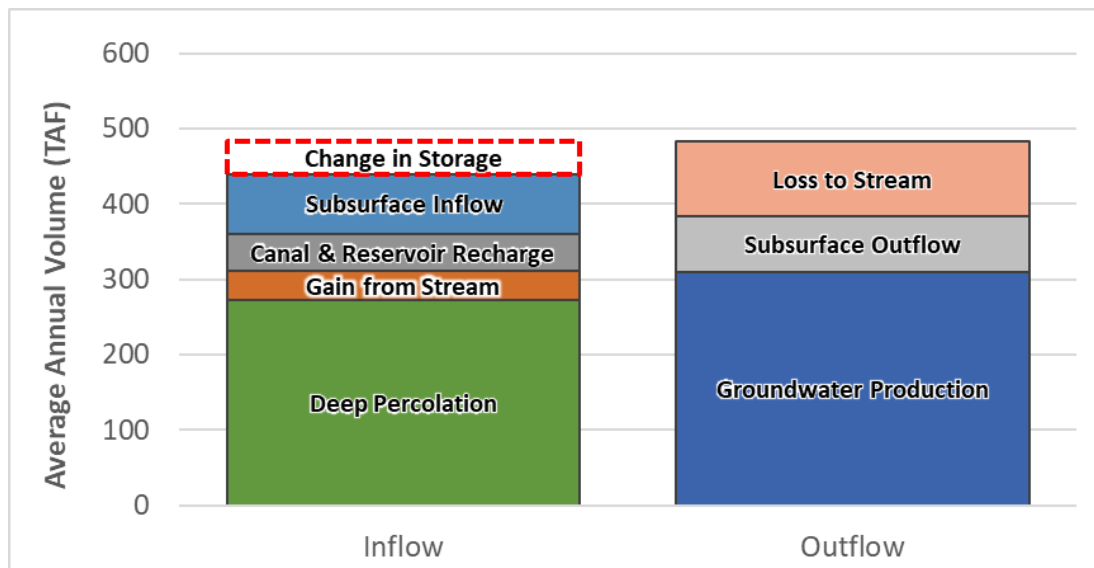 Average Annual Volume (TAF)
600
500
400
300
200
100
0
Change in Storage
Subsurface Inflow
Canal & Reservoir Recharge
Gain from Stream
Deep Percolation
Loss to Stream
Subsurface Outflow
Groundwater Production
Inflow
Outflow